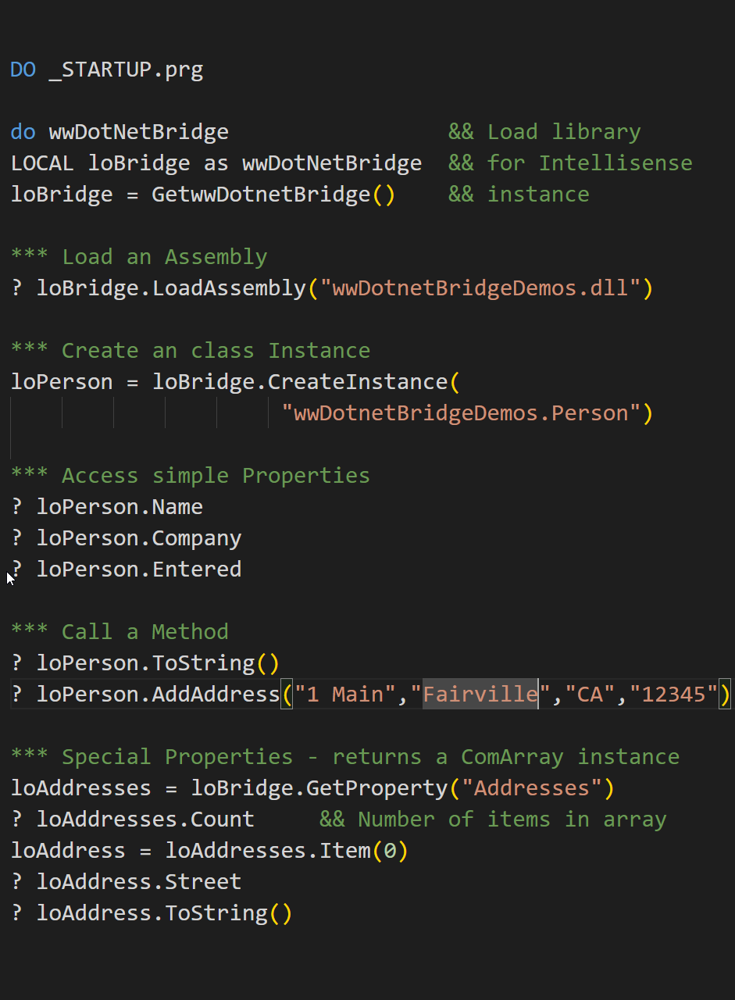 DO _STARTUP.prg
do wwDotNetBridge && Load library
LOCAL loBridge as wwDotNetBridge && for Intellisense
loBridge = GetwwDotnetBridge() && instance
*** Load an Assembly
? loBridge.LoadAssembly("wwDotnetBridgeDemos.dll")
*** Create an class Instance
loPerson = loBridge.CreateInstance(
"wwDotnetBridgeDemos.Person")
*** Access simple Properties
? loPerson.Name
? loPerson.Company
? loPerson.Entered
*** Call a Method
? loPerson.ToString()
? loPerson.AddAddress("1 Main","Fairville","CA","12345")
*** Special Properties - returns a ComArray instance
loAddresses = loBridge.GetProperty("Addresses")
? loAddresses.Count && Number of items in array
loAddress = loAddresses.Item(0)
? loAddress.Street
? loAddress.ToString()